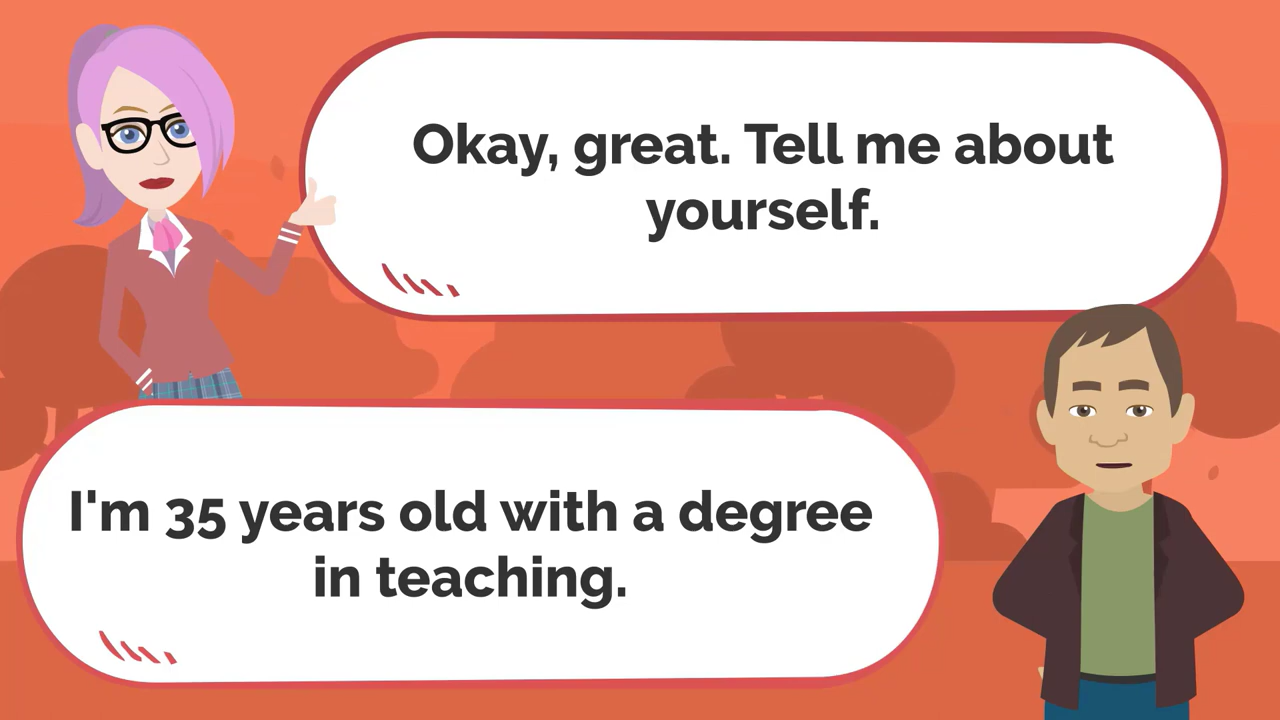 Okay, great. Tell me about
yourself.
I'm 35 years old with a degree
in teaching.